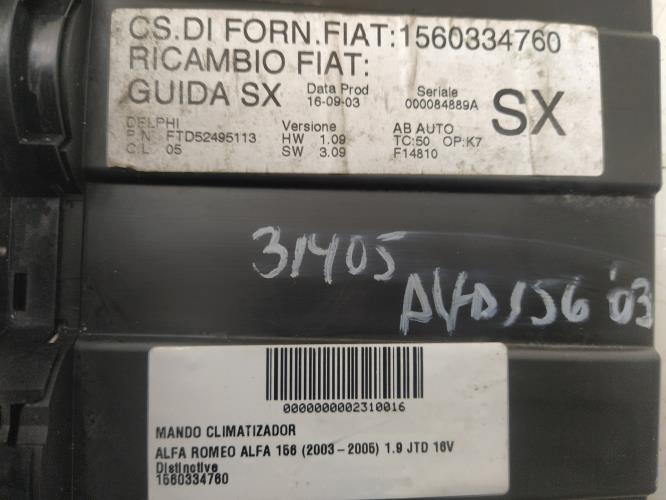 CS.DI FORN.FIAT:1560334760
RICAMBIO FIAT:
GUIDA SX Data Prod 16-09-03 Seriale 000084889A SX
DELPHI
P.N. FTD52495113
C.L. 05
Versione
HW 1.09
SW 3.09
AB AUTO
TC:50 OP:K7
F14810
31405
156 '03
0000000002310016
MANDO CLIMATIZADOR
ALFA ROMEO ALFA 156 (2003-2005) 1.9 JTD 16V
Distinctive
1560334760